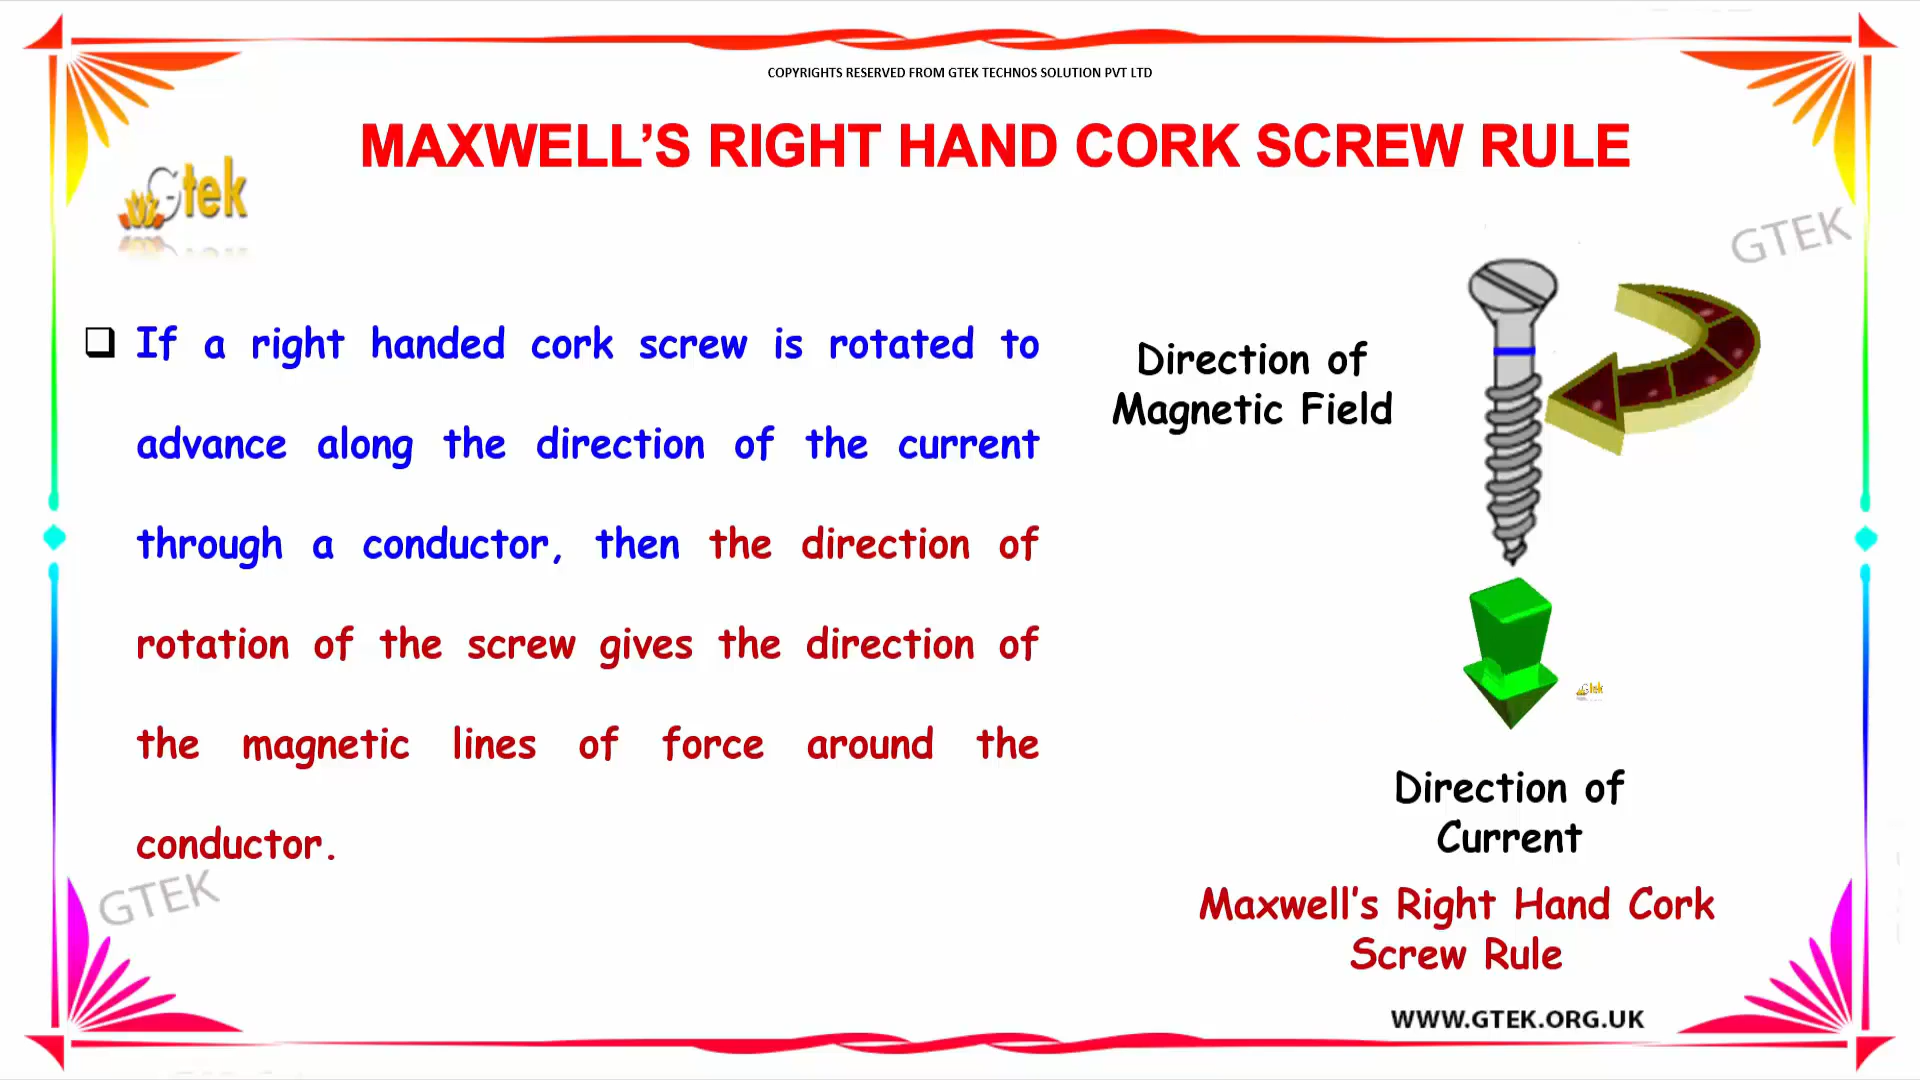 COPYRIGHTS RESERVED FROM GTEK TECHNOS SOLUTION PVT LTD
MAXWELL'S RIGHT HAND CORK SCREW RULE
Gtek
GTEK
If a right handed cork screw is rotated to
advance along the direction of the current
through a conductor, then the direction of
rotation of the screw gives the direction of
the magnetic lines of force around the
conductor.
Direction of
Magnetic Field
Gtek
Direction of
Current
Maxwell's Right Hand Cork
Screw Rule
GTEK
WWW.GTEK.ORG.UK